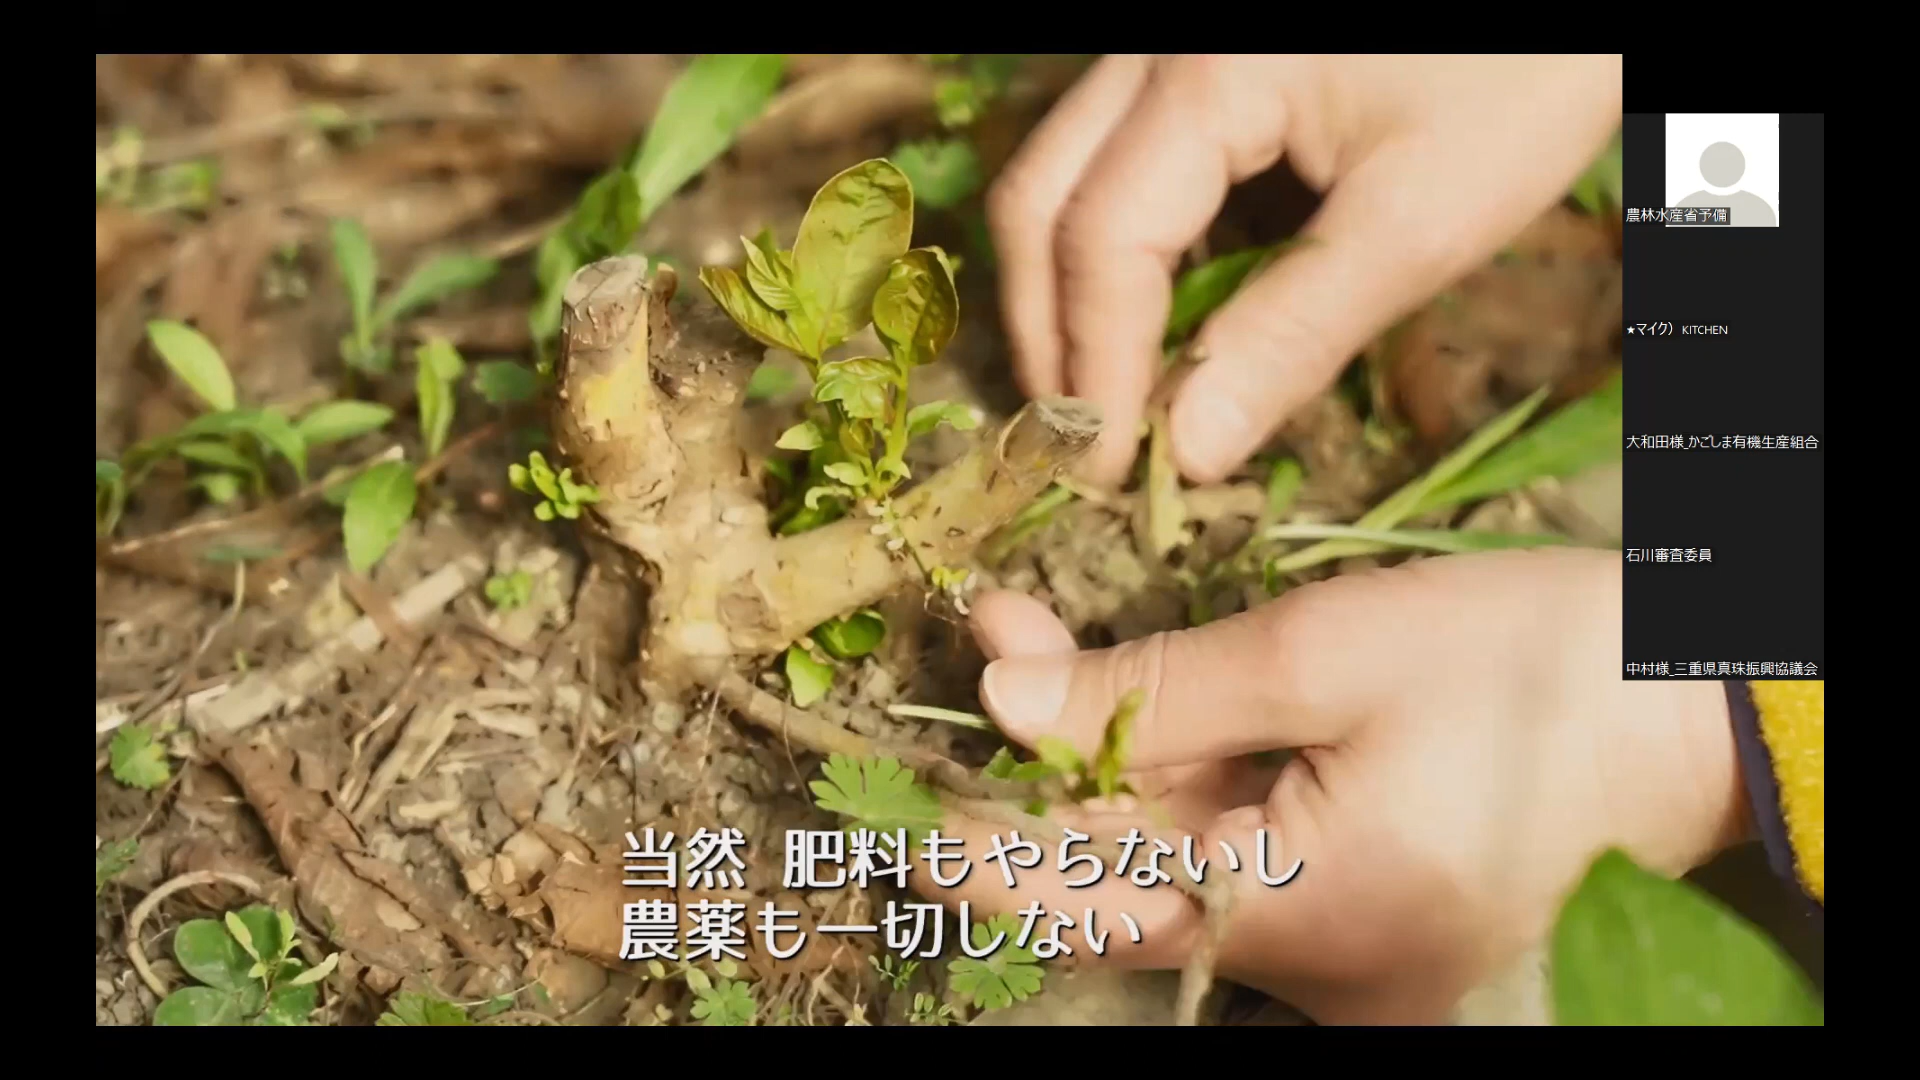 農林水産省予備
★マイク） KITCHEN
大和田様_かごしま有機生産組合
石川審査委員
中村様_三重県真珠振興協議会
当然 肥料もやらないし
農薬も一切しない